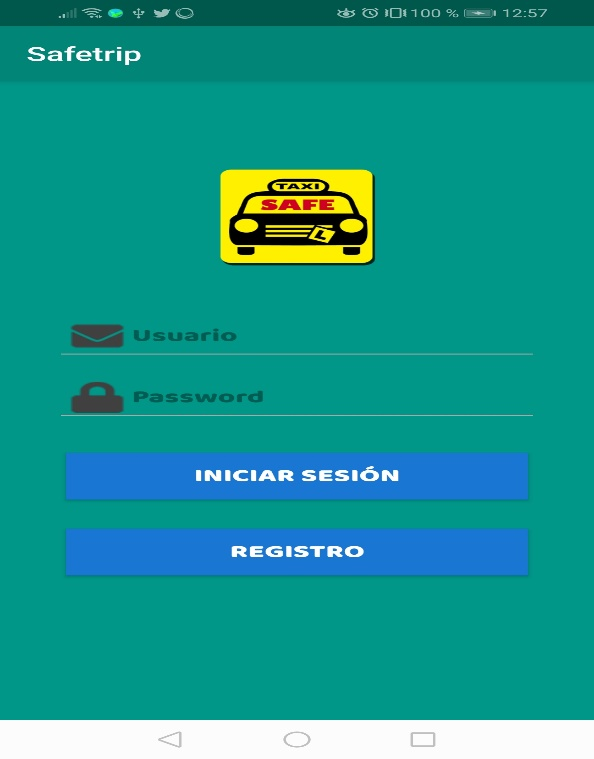 100 % 12:57
Safetrip
TAXI
SAFE
L
Usuario
Password
INICIAR SESIÓN
REGISTRO